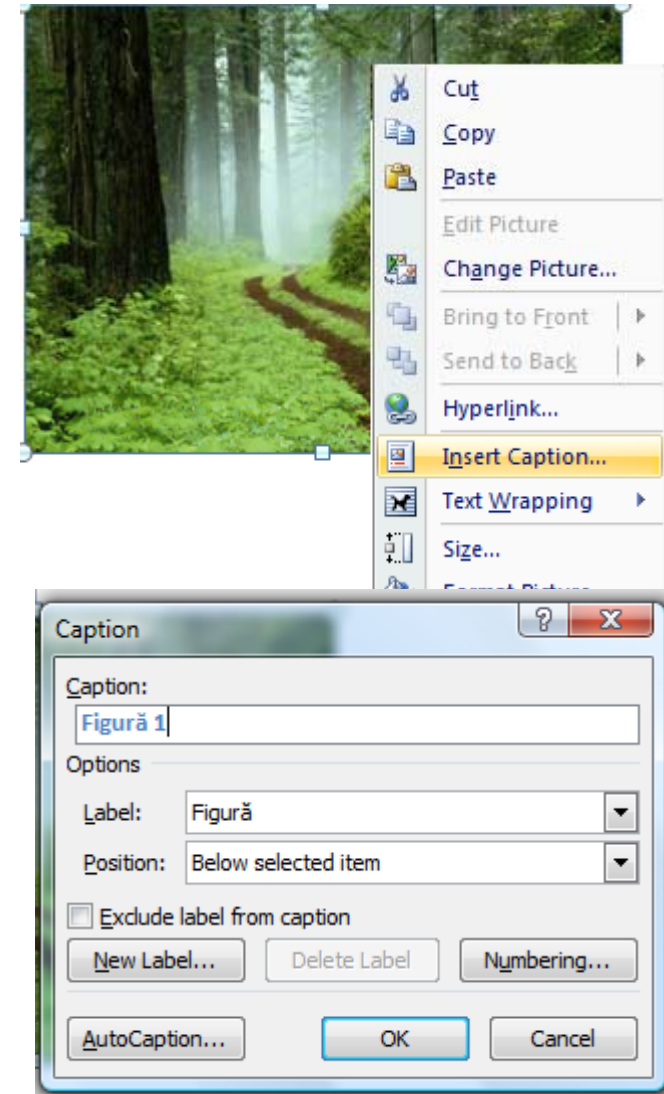 Cut
Copy
Paste
Edit Picture
Change Picture...
Bring to Front
Send to Back
Hyperlink...
Insert Caption...
Text Wrapping
Size...
Caption
Caption:
Figură 1
Options
Label: Figură
Position: Below selected item
Exclude label from caption
New Label... Delete Label Numbering...
AutoCaption... OK Cancel